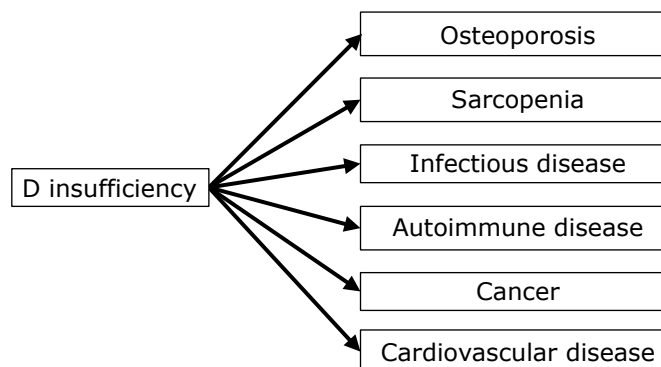 Osteoporosis
Sarcopenia
Infectious disease
D insufficiency
Autoimmune disease
Cancer
Cardiovascular disease